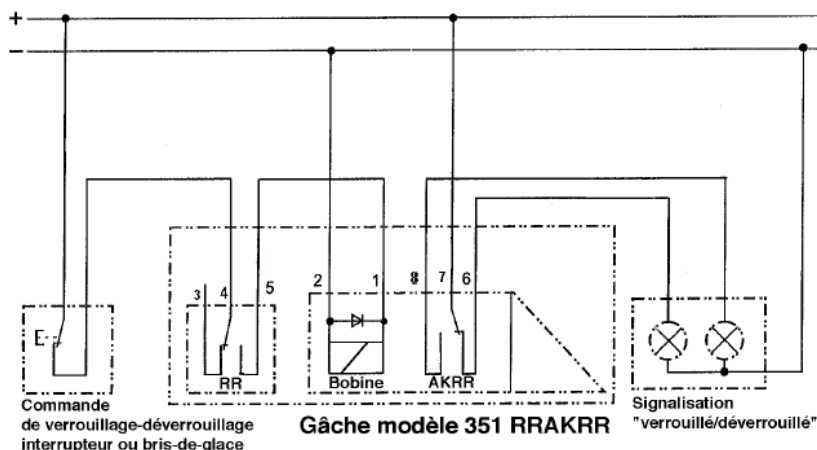 +
−
3 4 5 2 1 8 7 6
E
RR Bobine AKRR
Commande
de verrouillage-déverrouillage
interrupteur ou bris-de-glace
Gâche modèle 351 RRAKRR
Signalisation
"verrouillé/déverrouillé"